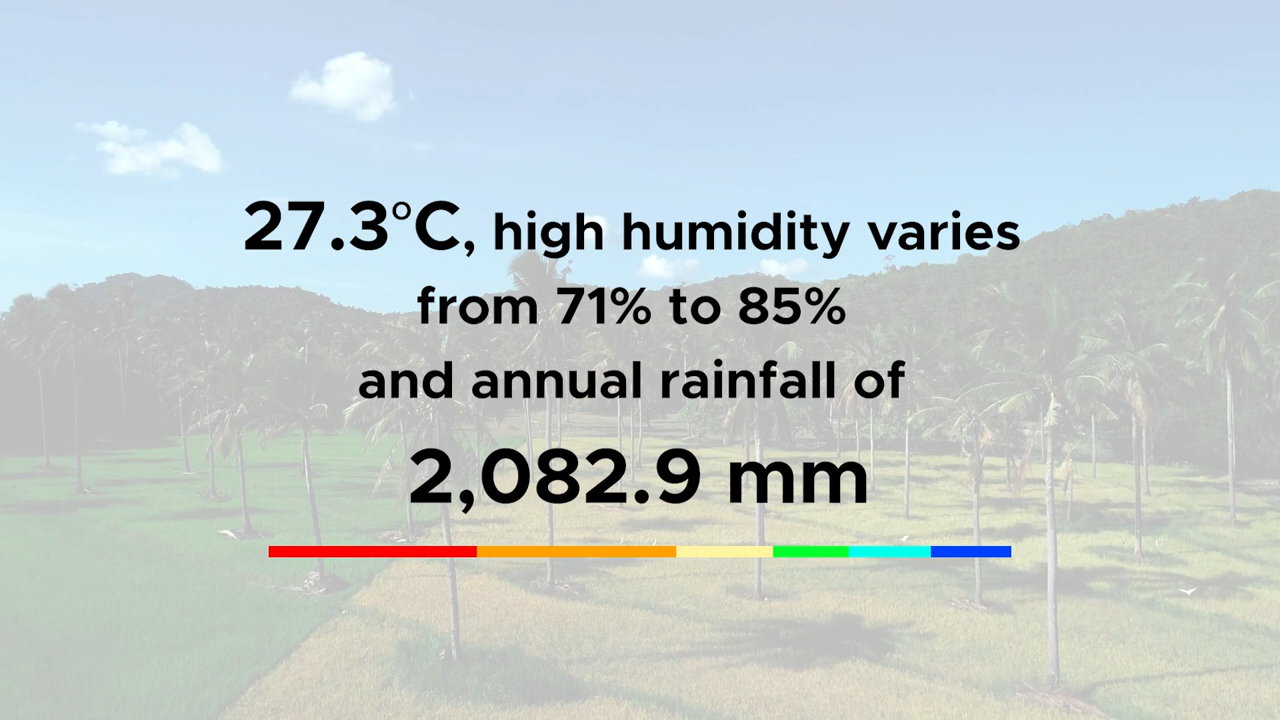 27.3°C, high humidity varies
from 71% to 85%
and annual rainfall of
2,082.9 mm